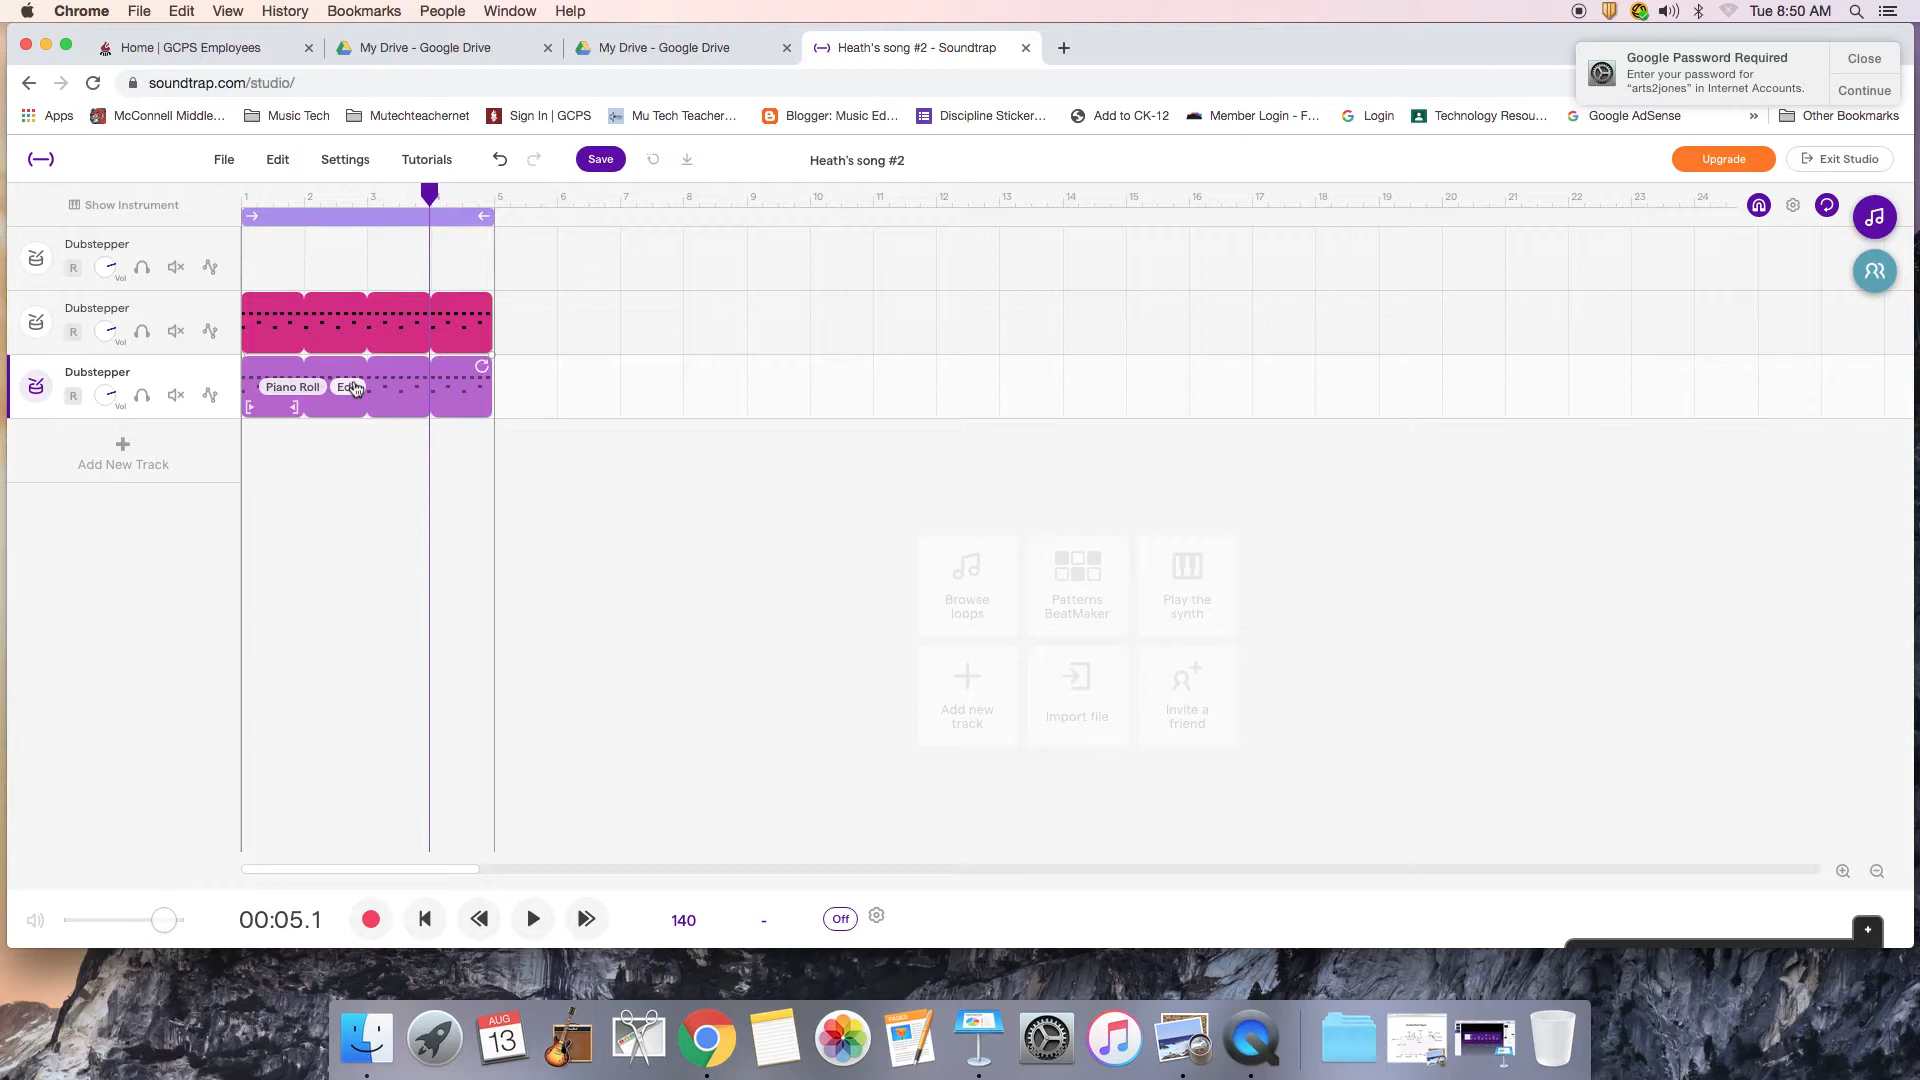 Chrome File Edit View History Bookmarks People Window Help Tue 8:50 AM
Home | GCPS Employees My Drive - Google Drive My Drive - Google Drive Heath's song #2 - Soundtrap
Google Password Required
Enter your password for
"arts2jones" in Internet Accounts.
Close
Continue
soundtrap.com/studio/
Apps McConnell Middle... Music Tech Mutechteachernet Sign In | GCPS Mu Tech Teacher... Blogger: Music Ed... Discipline Sticker... Add to CK-12 Member Login - F... Login Technology Resou... Google AdSense » Other Bookmarks
File Edit Settings Tutorials Save Heath's song #2 Upgrade Exit Studio
Show Instrument
1 2 3 5 6 7 8 9 10 11 12 13 14 15 16 17 18 19 20 21 22 23 24
Dubstepper
R Vol
Dubstepper
R Vol
Dubstepper
Piano Roll
R Vol
Add New Track
Browse loops
Patterns BeatMaker
Play the synth
Add new track
Import file
Invite a friend
00:05.1 140 - Off
AUG
13
PAGES